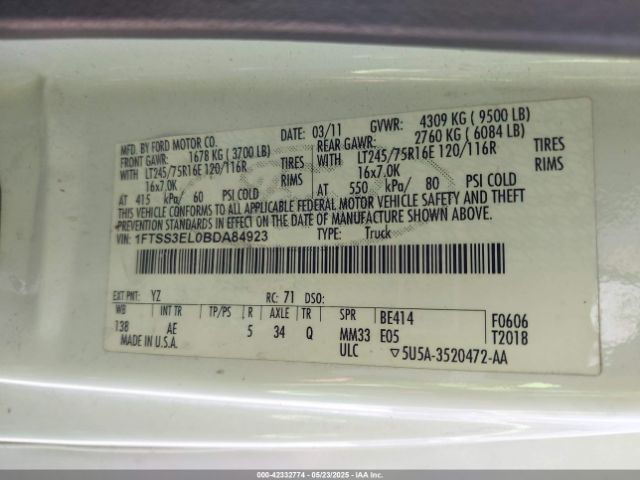 MFD. BY FORD MOTOR CO.
DATE: 03/11 GVWR: 4309 KG ( 9500 LB)
FRONT GAWR: 1678 KG (3700 LB) REAR GAWR: 2760 KG ( 6084 LB)
WITH LT245/75R16E 120/116R TIRES WITH LT245/75R16E 120/116R TIRES
16x7.0K RIMS 16x7.0K RIMS
AT 415 kPa/ 60 PSI COLD AT 550 kPa/ 80 PSI COLD
THIS VEHICLE CONFORMS TO ALL APPLICABLE FEDERAL MOTOR VEHICLE SAFETY AND THEFT
PREVENTION STANDARDS IN EFFECT ON THE DATE OF MANUFACTURE SHOWN ABOVE.
VIN: 1FTSS3EL0BDA84923 TYPE: Truck
EXT PNT: YZ RC: 71 DSO:
WB INT TR TP/PS R AXLE TR SPR BE414 F0606
138 AE 5 34 Q MM33 E05 T2018
MADE IN U.S.A. ULC ▽5U5A-3520472-AA
000-42332774 05/23/2025 IAAI.COM